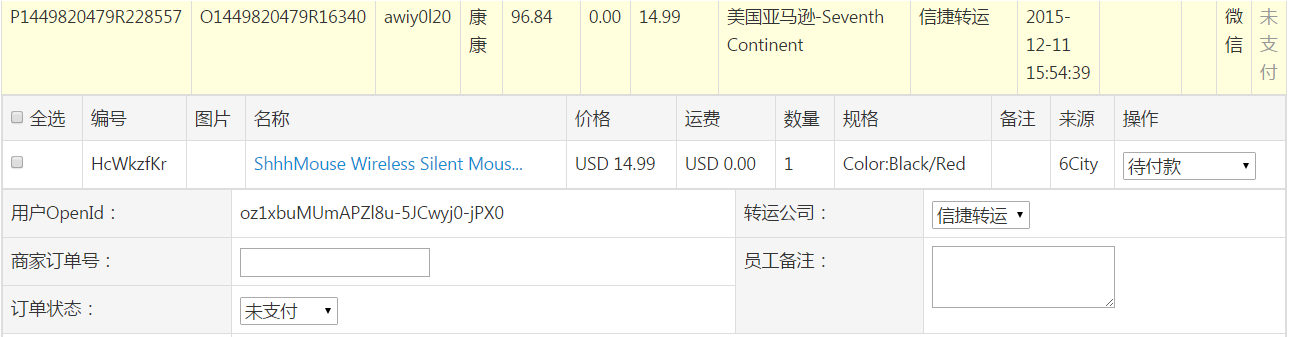 P1449820479R228557 O1449820479R16340 awiy0l20 康康 96.84 0.00 14.99 美国亚马逊-Seventh Continent 信捷转运 2015-12-11 15:54:39 微信 未支付
全选 编号 图片 名称 价格 运费 数量 规格 备注 来源 操作
HcWkzfKr ShhhMouse Wireless Silent Mous... USD 14.99 USD 0.00 1 Color:Black/Red 6City 待付款
用户OpenId： oz1xbuMUmAPZl8u-5JCwyj0-jPX0 转运公司： 信捷转运
商家订单号： 员工备注：
订单状态： 未支付